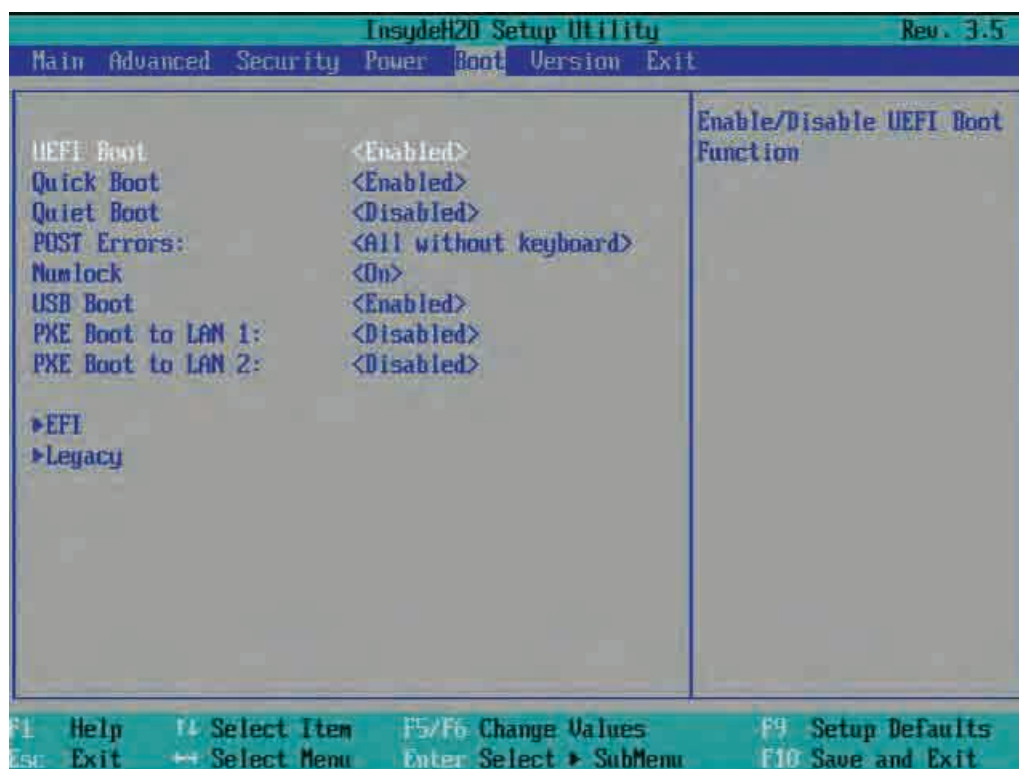 InsydeH2O Setup Utility Rev. 3.5
Main Advanced Security Power Boot Version Exit
UEFI Boot <Enabled>
Enable/Disable UEFI Boot Function
Quick Boot <Enabled>
Quiet Boot <Disabled>
POST Errors: <All without keyboard>
Numlock <On>
USB Boot <Enabled>
PXE Boot to LAN 1: <Disabled>
PXE Boot to LAN 2: <Disabled>
▶EFI
▶Legacy
F1 Help ↑↓ Select Item F5/F6 Change Values F9 Setup Defaults
Esc Exit ←→ Select Menu Enter Select ▶ SubMenu F10 Save and Exit